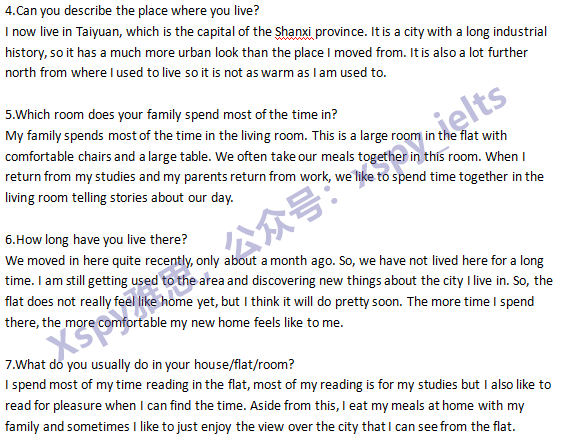 4.Can you describe the place where you live?
I now live in Taiyuan, which is the capital of the Shanxi province. It is a city with a long industrial
history, so it has a much more urban look than the place I moved from. It is also a lot further
north from where I used to live so it is not as warm as I am used to.
5.Which room does your family spend most of the time in?
My family spends most of the time in the living room. This is a large room in the flat with
comfortable chairs and a large table. We often take our meals together in this room. When I
return from my studies and my parents return from work, we like to spend time together in the
living room telling stories about our day.
6.How long have you live there?
We moved in here quite recently, only about a month ago. So, we have not lived here for a long
time. I am still getting used to the area and discovering new things about the city I live in. So, the
flat does not really feel like home yet, but I think it will do pretty soon. The more time I spend
there, the more comfortable my new home feels like to me.
7.What do you usually do in your house/flat/room?
I spend most of my time reading in the flat, most of my reading is for my studies but I also like to
read for pleasure when I can find the time. Aside from this, I eat my meals at home with my
family and sometimes I like to just enjoy the view over the city that I can see from the flat.
Xspy雅思，公众号：xspy_ielts